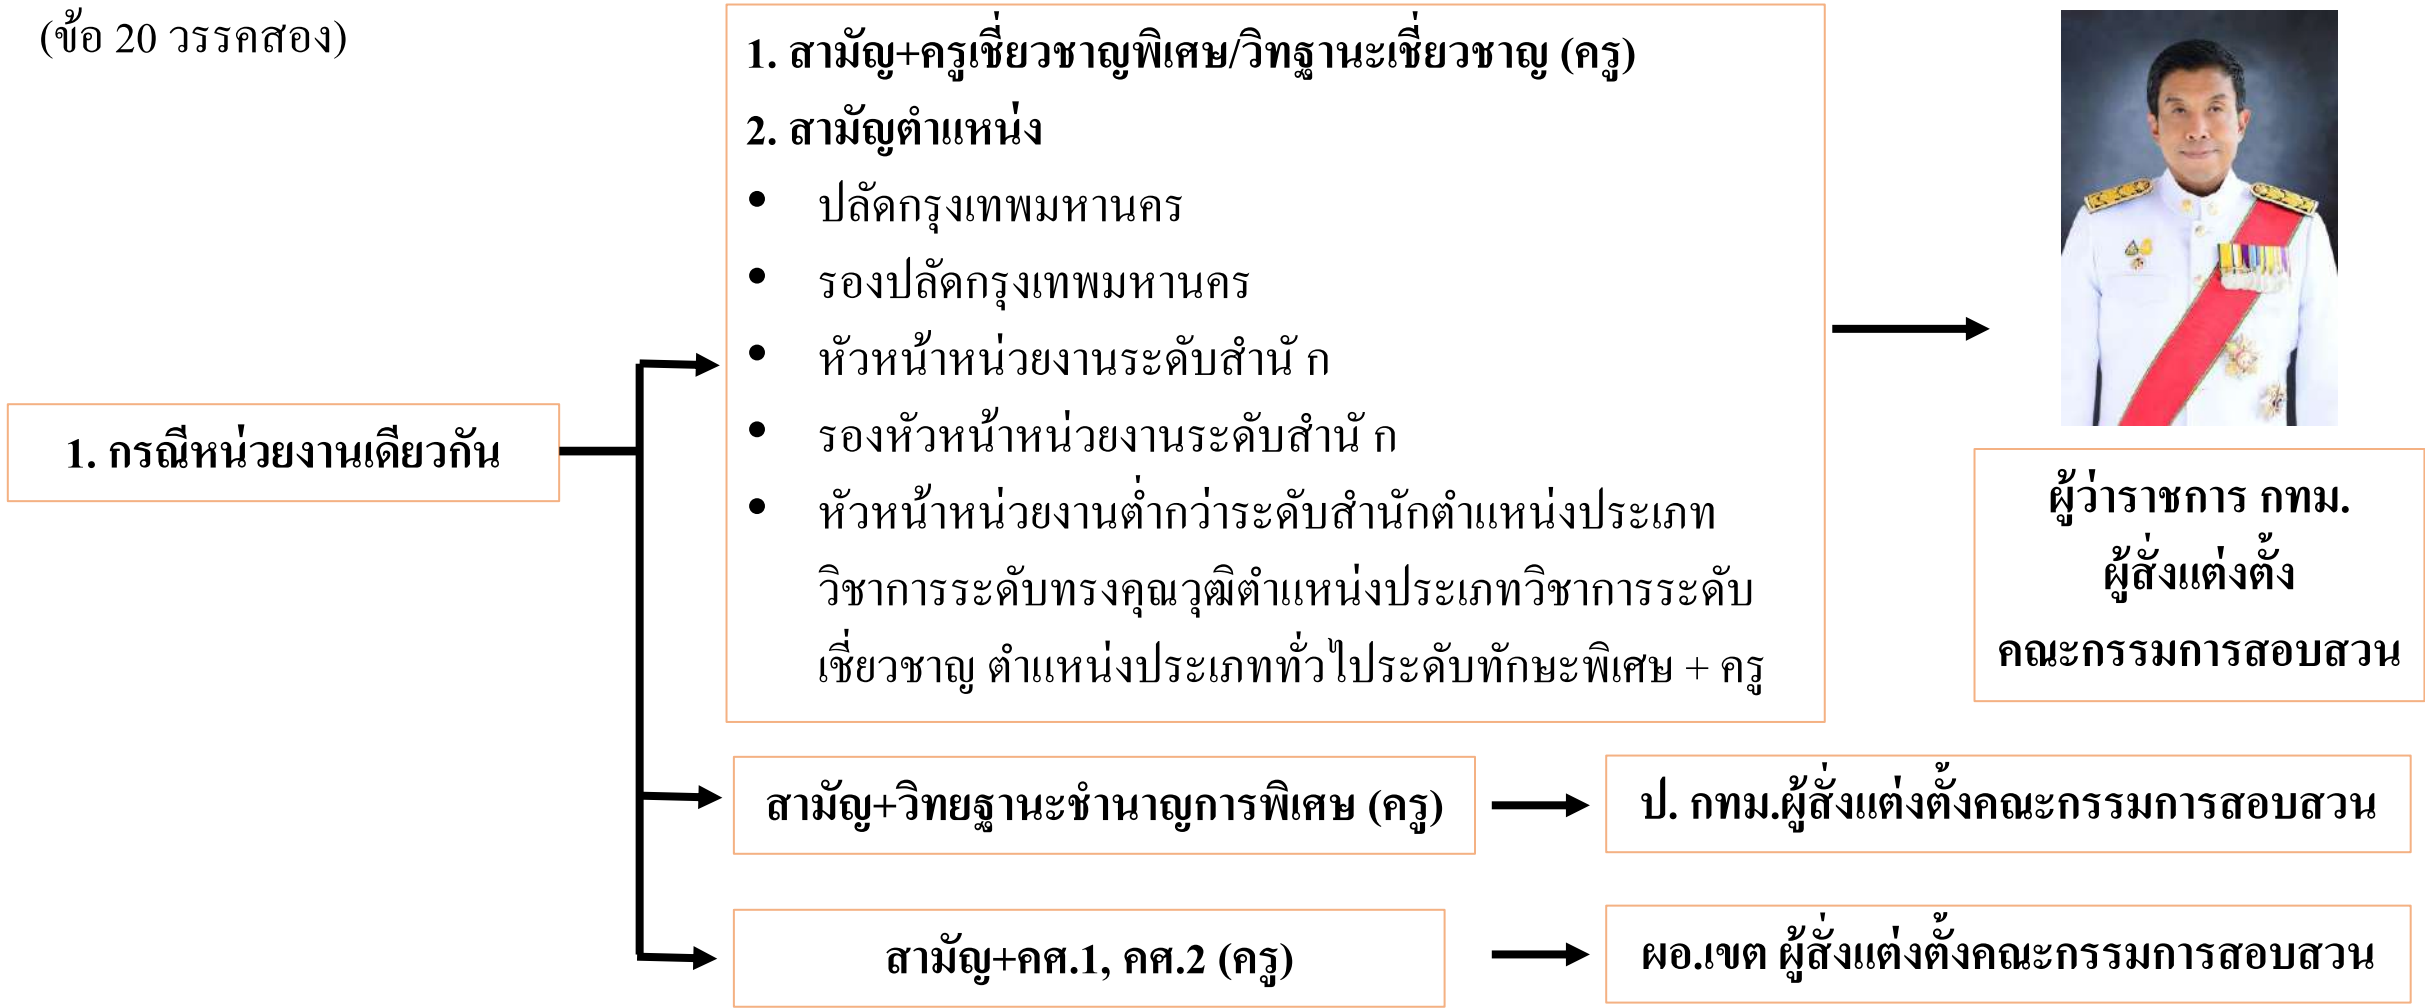 (ข้อ 20 วรรคสอง)
1. สามัญ+ครูเชี่ยวชาญพิเศษ/วิทฐานะเชี่ยวชาญ (ครู)
2. สามัญตำแหน่ง
• ปลัดกรุงเทพมหานคร
• รองปลัดกรุงเทพมหานคร
• หัวหน้าหน่วยงานระดับสำนั ก
• รองหัวหน้าหน่วยงานระดับสำนั ก
• หัวหน้าหน่วยงานต่ำกว่าระดับสำนักตำแหน่งประเภท
วิชาการระดับทรงคุณวุฒิตำแหน่งประเภทวิชาการระดับ
เชี่ยวชาญ ตำแหน่งประเภททั่วไประดับทักษะพิเศษ + ครู
1. กรณีหน่วยงานเดียวกัน
ผู้ว่าราชการ กทม.
ผู้สั่งแต่งตั้ง
คณะกรรมการสอบสวน
สามัญ+วิทยฐานะชำนาญการพิเศษ (ครู)
ป. กทม.ผู้สั่งแต่งตั้งคณะกรรมการสอบสวน
สามัญ+คศ.1, คศ.2 (ครู)
ผอ.เขต ผู้สั่งแต่งตั้งคณะกรรมการสอบสวน